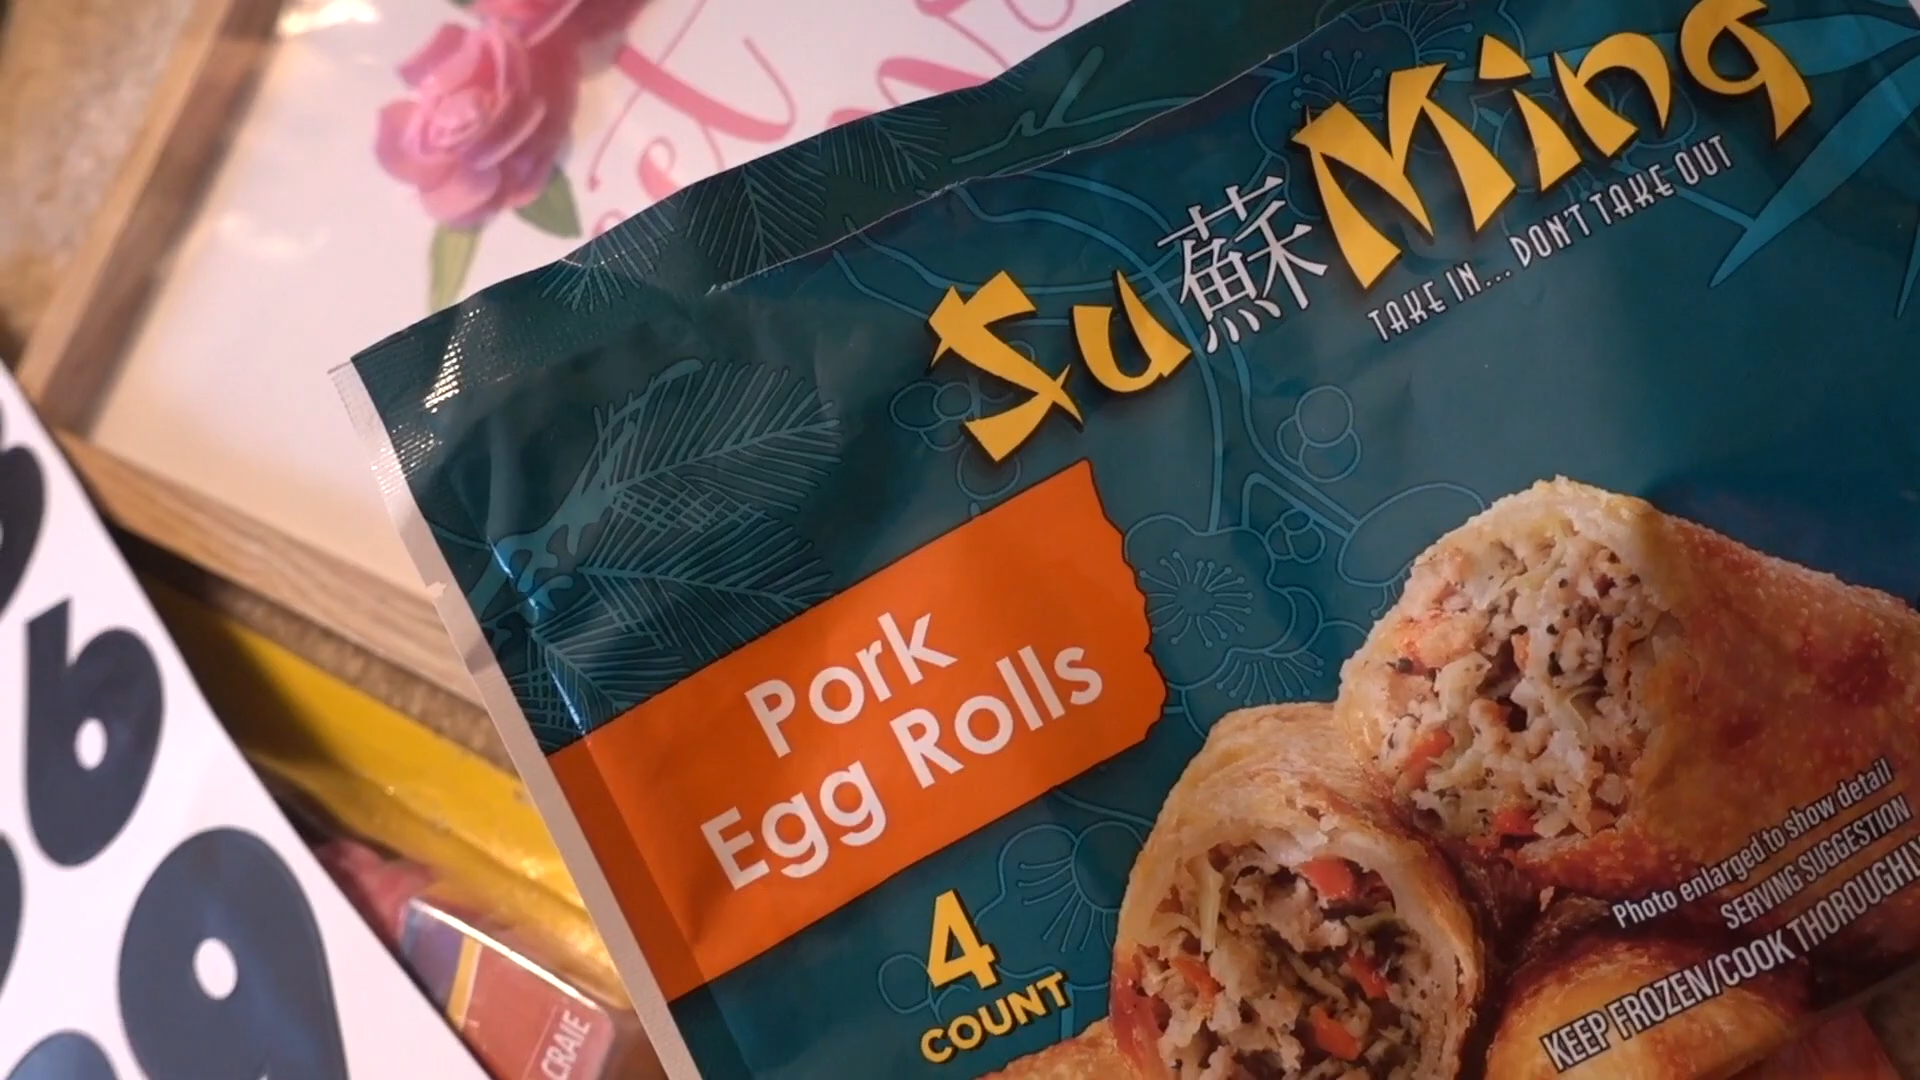 Su 蘇 Ming
TAKE IN... DON'T TAKE OUT
Pork
Egg Rolls
4
COUNT
Photo enlarged to show detail
SERVING SUGGESTION
KEEP FROZEN/COOK THOROUGHLY
CRAIE